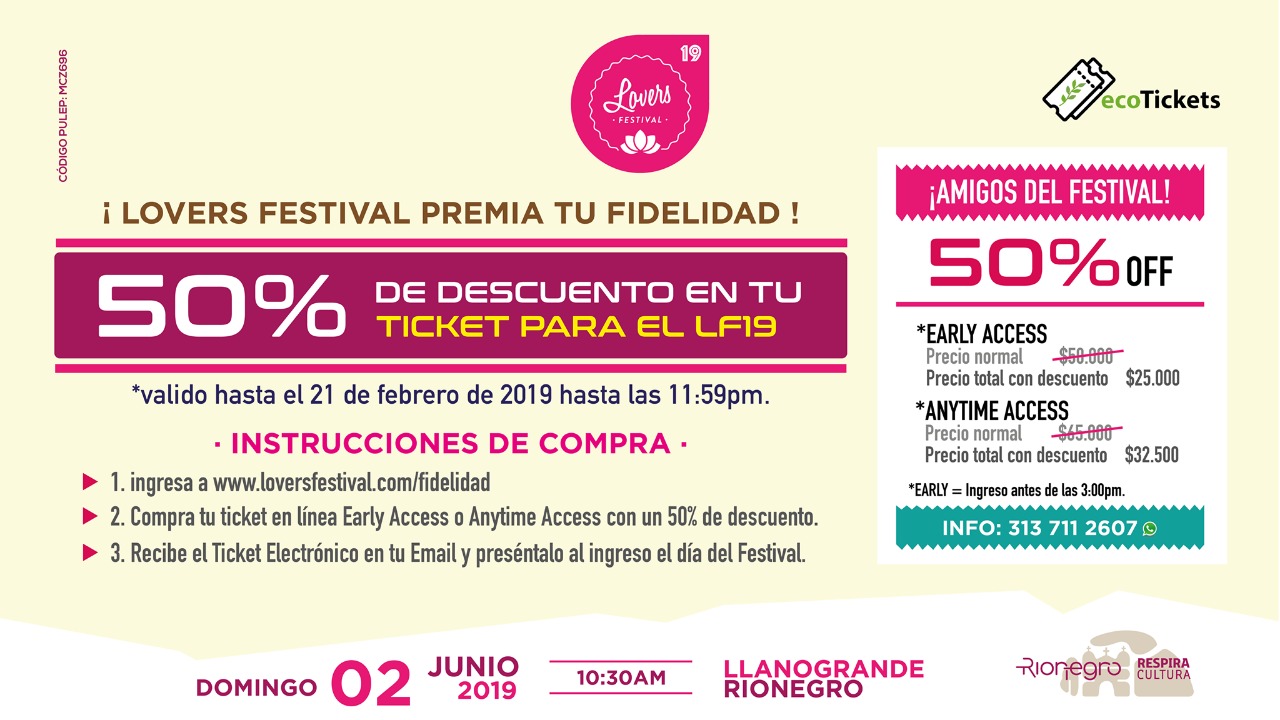 CÓDIGO PULEP: MCZ696
19
Lovers
· FESTIVAL ·
ecoTickets
¡ LOVERS FESTIVAL PREMIA TU FIDELIDAD !
50% DE DESCUENTO EN TU
TICKET PARA EL LF19
*valido hasta el 21 de febrero de 2019 hasta las 11:59pm.
· INSTRUCCIONES DE COMPRA ·
1. ingresa a www.loversfestival.com/fidelidad
2. Compra tu ticket en línea Early Access o Anytime Access con un 50% de descuento.
3. Recibe el Ticket Electrónico en tu Email y preséntalo al ingreso el día del Festival.
¡AMIGOS DEL FESTIVAL!
50% OFF
*EARLY ACCESS
Precio normal $50.000
Precio total con descuento $25.000
*ANYTIME ACCESS
Precio normal $65.000
Precio total con descuento $32.500
*EARLY = Ingreso antes de las 3:00pm.
INFO: 313 711 2607
DOMINGO 02 JUNIO
2019
10:30AM
LLANOGRANDE
RIONEGRO
Rionegro
RESPIRA
CULTURA